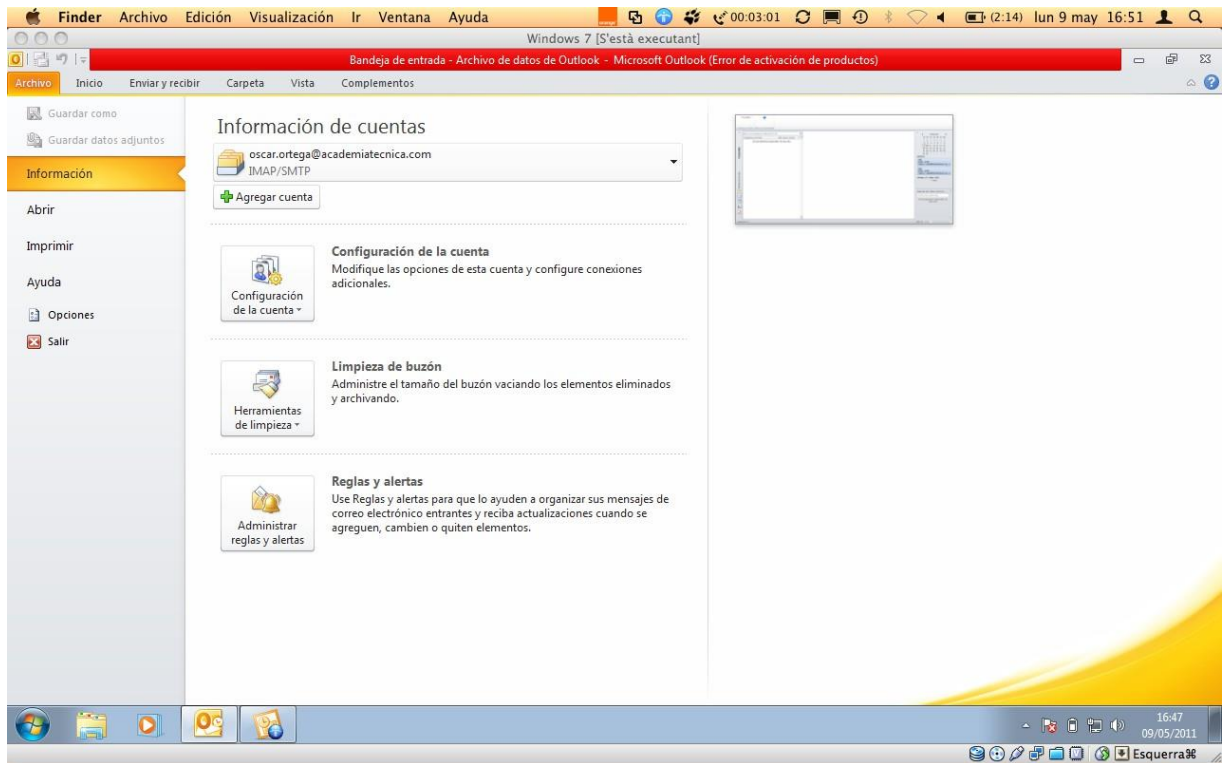 Finder Archivo Edición Visualización Ir Ventana Ayuda 00:03:01 (2:14) lun 9 may 16:51
Windows 7 [S'està executant]
Bandeja de entrada - Archivo de datos de Outlook - Microsoft Outlook (Error de activación de productos)
Archivo Inicio Enviar y recibir Carpeta Vista Complementos
Guardar como
Guardar datos adjuntos
Información
Abrir
Imprimir
Ayuda
Opciones
Salir
Información de cuentas
oscar.ortega@academiatecnica.com
IMAP/SMTP
Agregar cuenta
Configuración
de la cuenta
Configuración de la cuenta
Modifique las opciones de esta cuenta y configure conexiones
adicionales.
Herramientas
de limpieza
Limpieza de buzón
Administre el tamaño del buzón vaciando los elementos eliminados
y archivando.
Administrar
reglas y alertas
Reglas y alertas
Use Reglas y alertas para que lo ayuden a organizar sus mensajes de
correo electrónico entrantes y reciba actualizaciones cuando se
agreguen, cambien o quiten elementos.
16:47
09/05/2011
Esquerra⌘